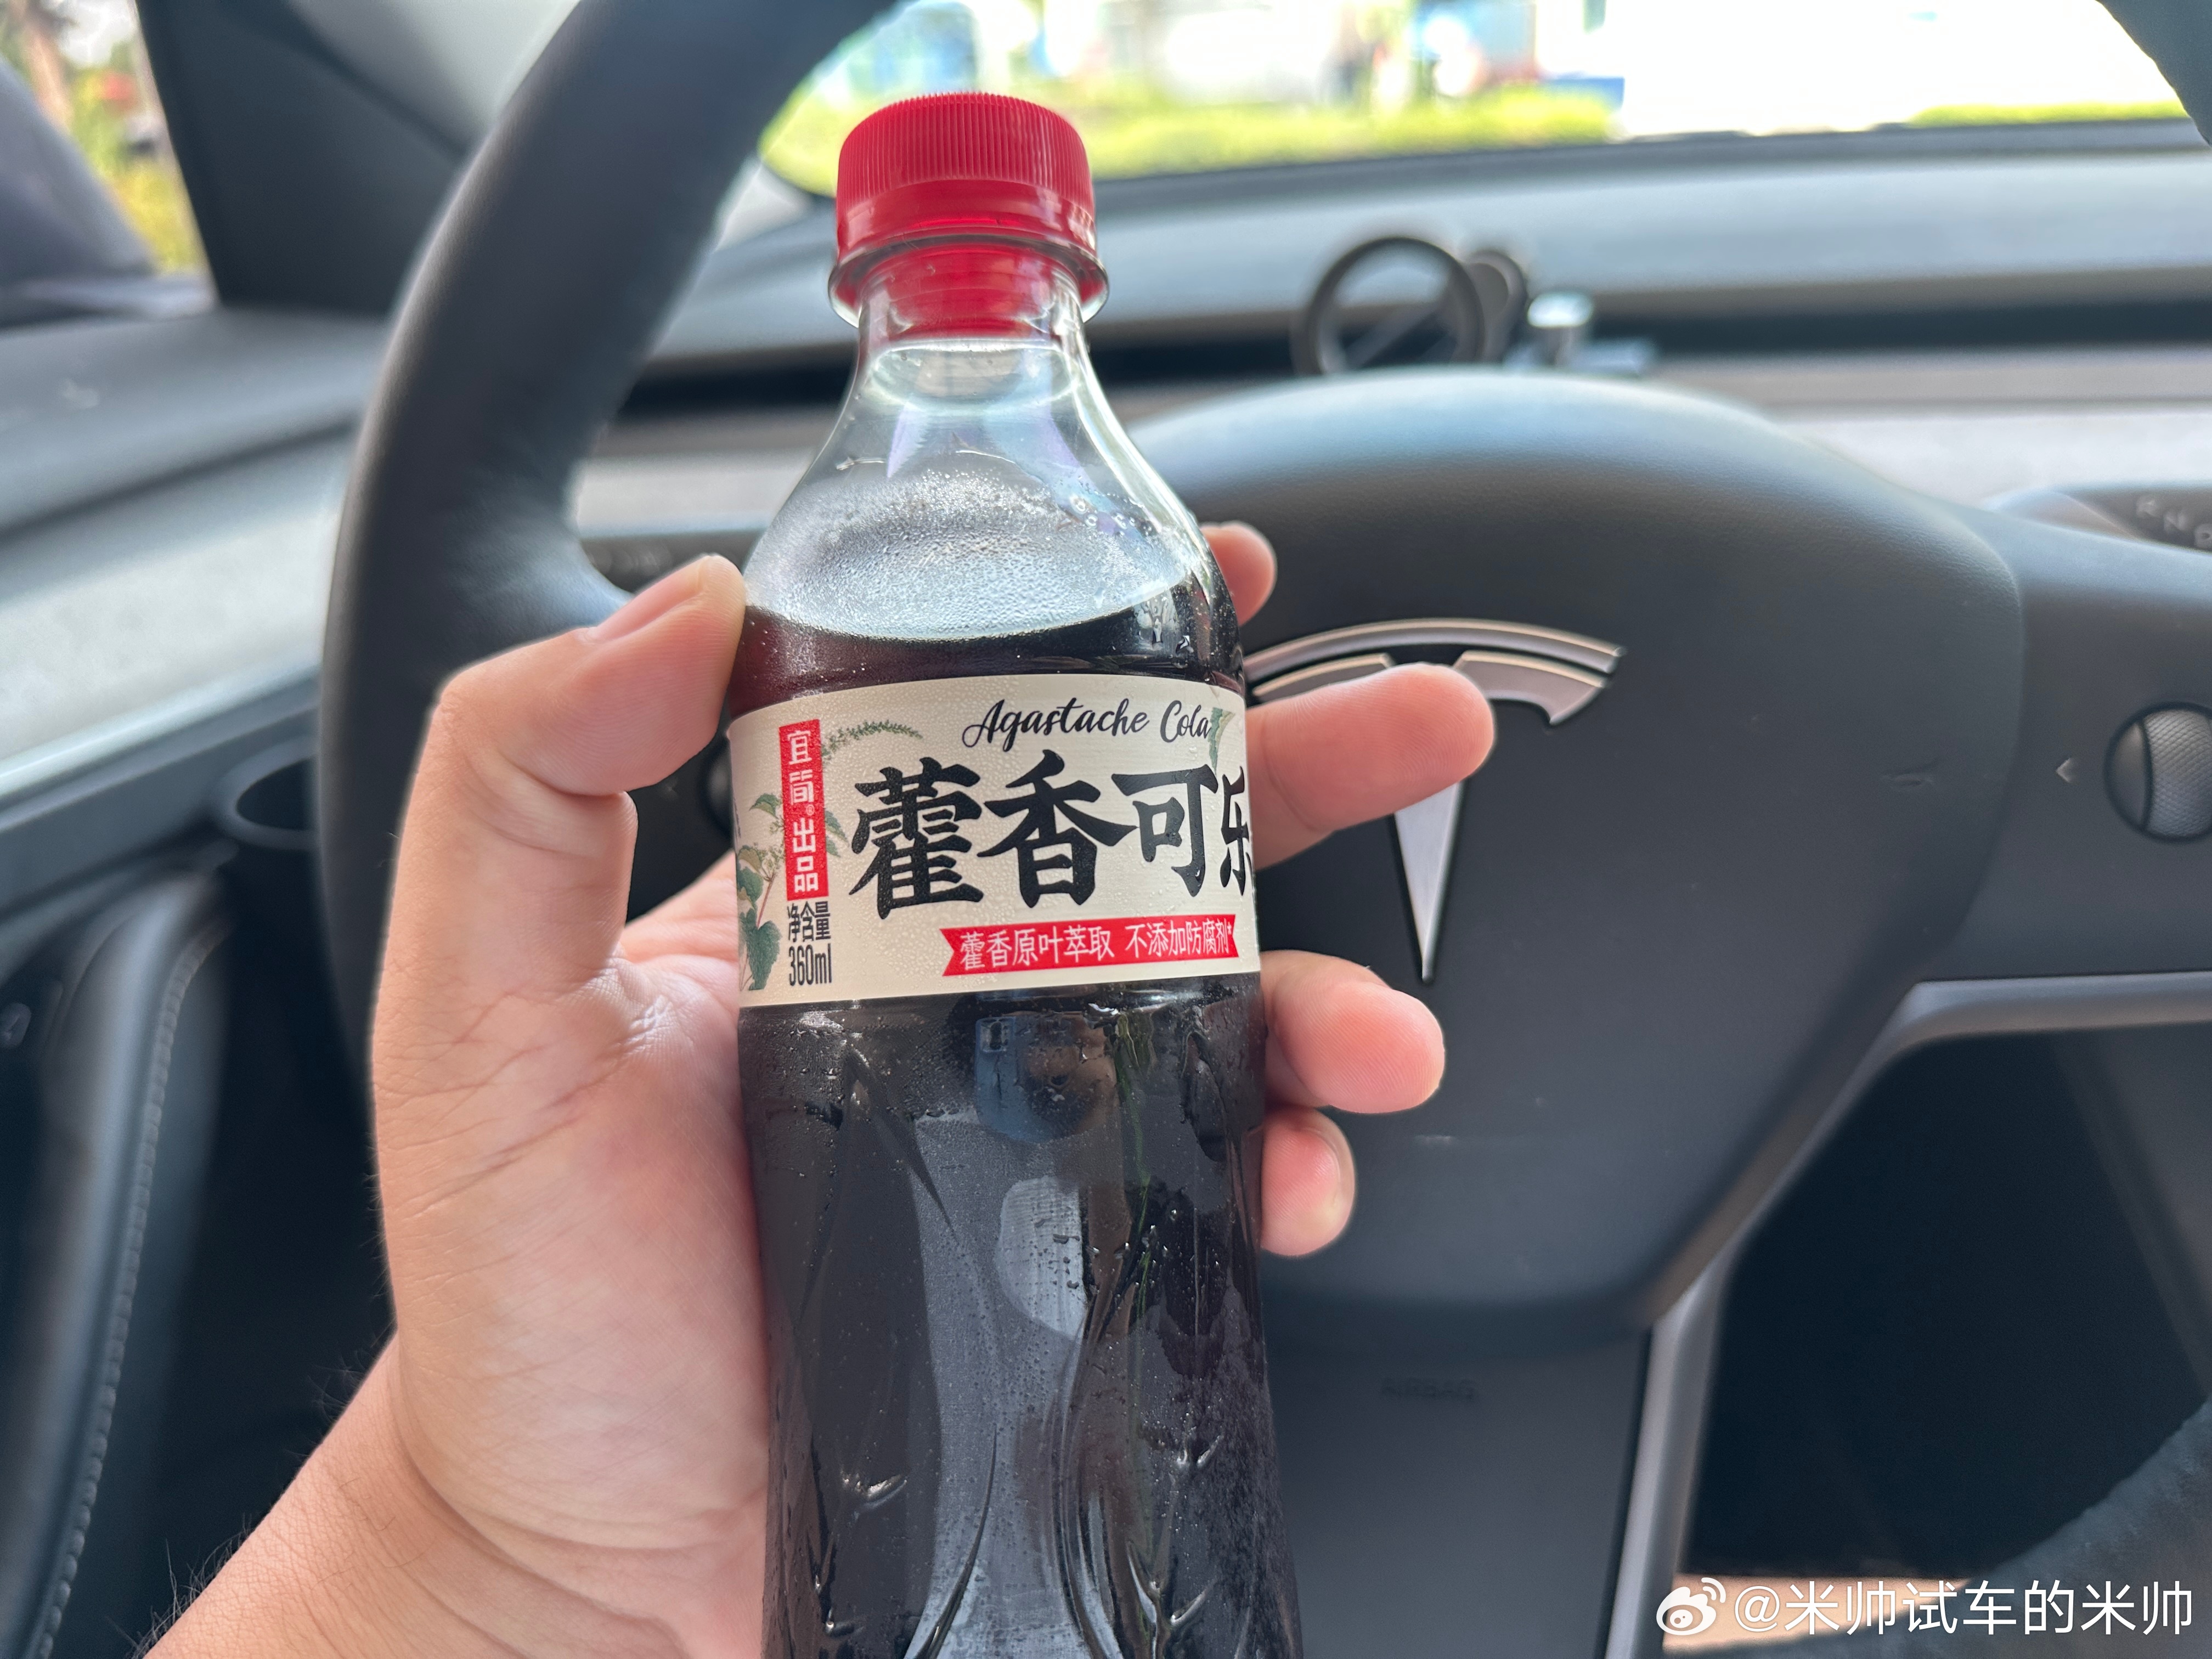 Agastache Cola
宜简®出品
藿香可乐
藿香原叶萃取 不添加防腐剂*
净含量
360ml
AIRBAG
@米帅试车的米帅